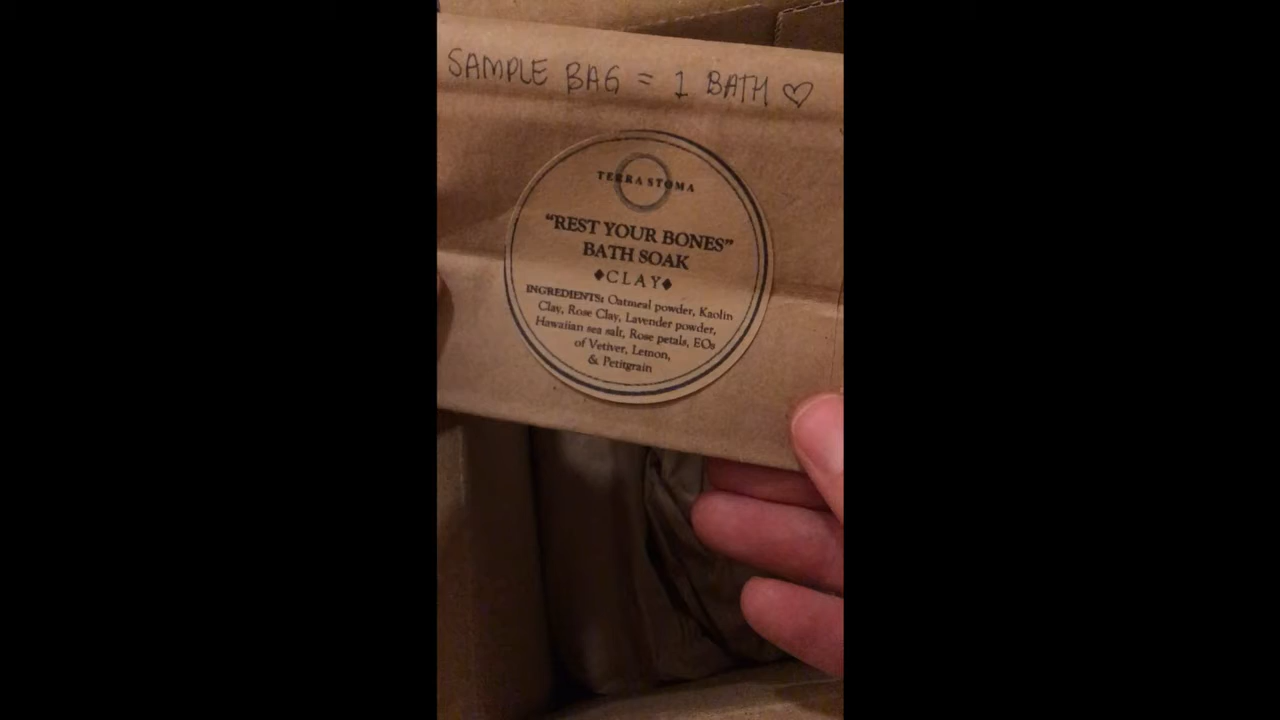 SAMPLE BAG = 1 BATH ♡
TERRA STOMA
“REST YOUR BONES”
BATH SOAK
♦CLAY♦
INGREDIENTS: Oatmeal powder, Kaolin
Clay, Rose Clay, Lavender powder,
Hawaiian sea salt, Rose petals, EOs
of Vetiver, Lemon,
& Petitgrain